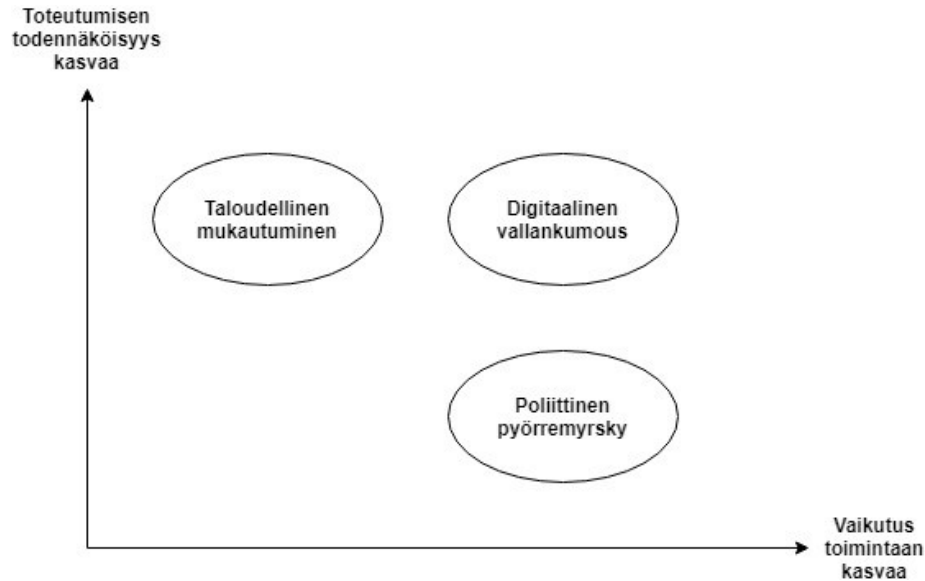 Toteutumisen
todennäköisyys
kasvaa
Taloudellinen
mukautuminen
Digitaalinen
vallankumous
Poliittinen
pyörremyrsky
Vaikutus
toimintaan
kasvaa